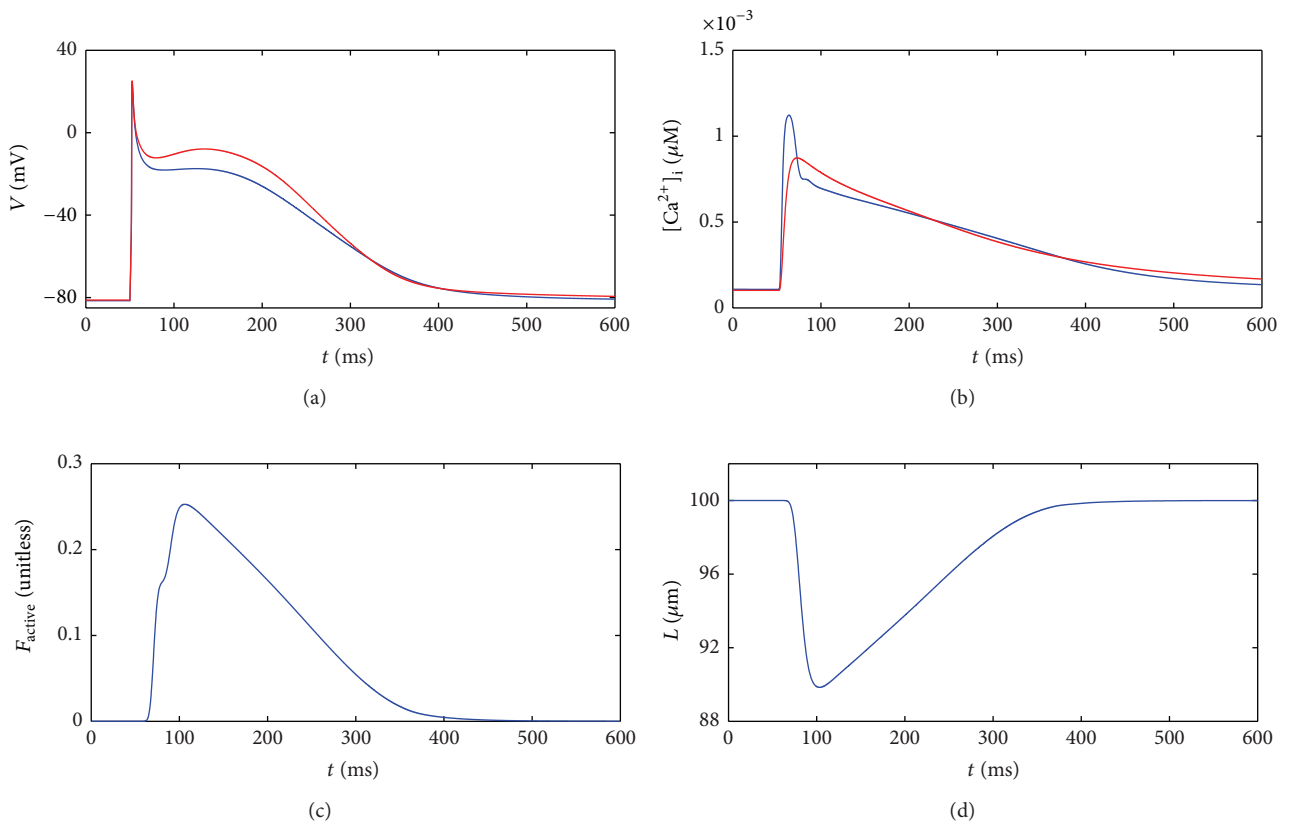 40
0
−40
−80
V (mV)
0 100 200 300 400 500 600
t (ms)
(a)
×10−3
1.5
1
0.5
0
[Ca2+]i (μM)
0 100 200 300 400 500 600
t (ms)
(b)
0.3
0.2
0.1
0
Factive (unitless)
0 100 200 300 400 500 600
t (ms)
(c)
100
96
92
88
L (μm)
0 100 200 300 400 500 600
t (ms)
(d)